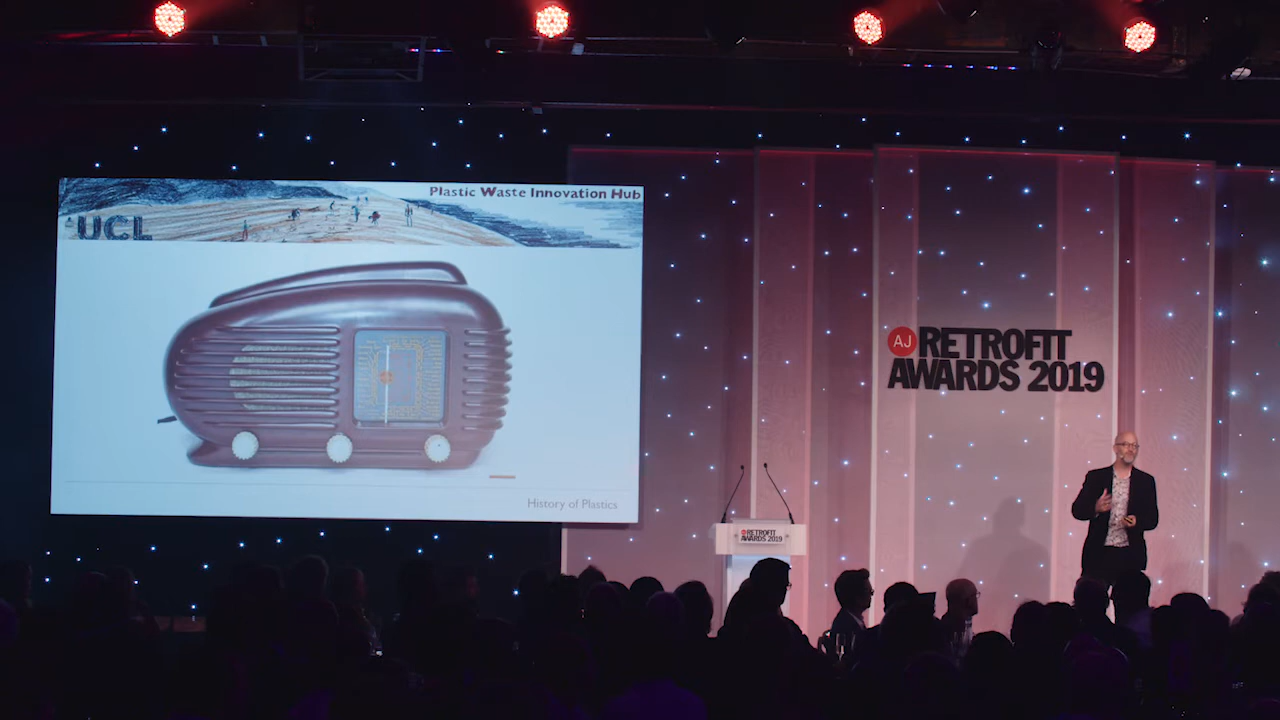 Plastic Waste Innovation Hub
UCL
History of Plastics
AJ RETROFIT
AWARDS 2019
RETROFIT
AWARDS 2019